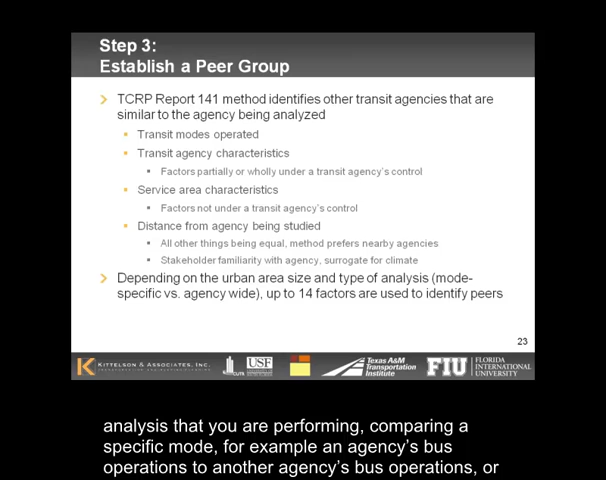 Step 3:
Establish a Peer Group
TCRP Report 141 method identifies other transit agencies that are
similar to the agency being analyzed
Transit modes operated
Transit agency characteristics
Factors partially or wholly under a transit agency's control
Service area characteristics
Factors not under a transit agency's control
Distance from agency being studied
All other things being equal, method prefers nearby agencies
Stakeholder familiarity with agency, surrogate for climate
Depending on the urban area size and type of analysis (mode-
specific vs. agency wide), up to 14 factors are used to identify peers
23
KITTELSON & ASSOCIATES, INC.
CUTR
USF
Texas A&M
Transportation
Institute
FIU
FLORIDA
INTERNATIONAL
UNIVERSITY
analysis that you are performing, comparing a
specific mode, for example an agency's bus
operations to another agency's bus operations, or